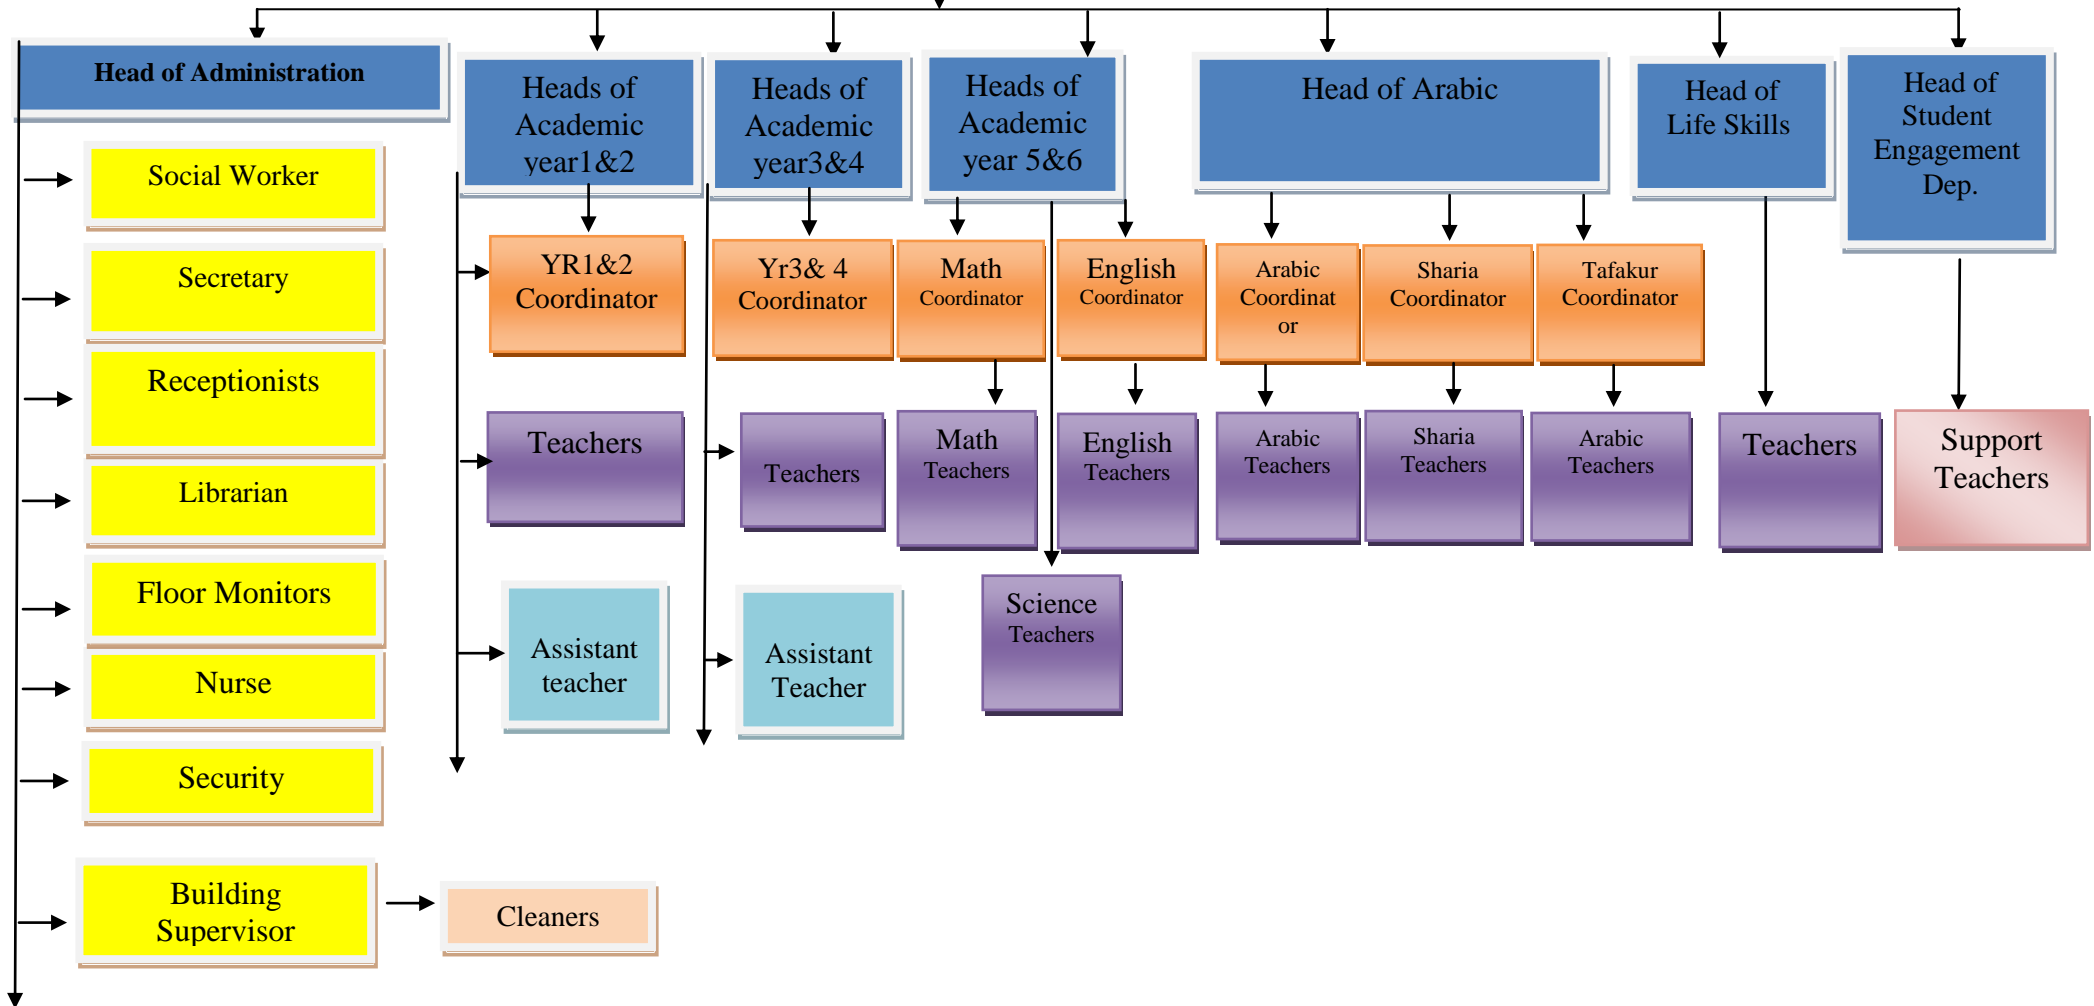 Head of Administration
Heads of
Academic
year1&2
Heads of
Academic
year3&4
Heads of
Academic
year 5&6
Head of Arabic
Head of
Life Skills
Head of
Student
Engagement
Dep.
Social Worker
Secretary
Receptionists
Librarian
Floor Monitors
Nurse
Security
Building
Supervisor
Cleaners
YR1&2
Coordinator
Yr3& 4
Coordinator
Math
Coordinator
English
Coordinator
Arabic
Coordinat
or
Sharia
Coordinator
Tafakur
Coordinator
Teachers
Teachers
Math
Teachers
English
Teachers
Arabic
Teachers
Sharia
Teachers
Arabic
Teachers
Teachers
Support
Teachers
Assistant
teacher
Assistant
Teacher
Science
Teachers